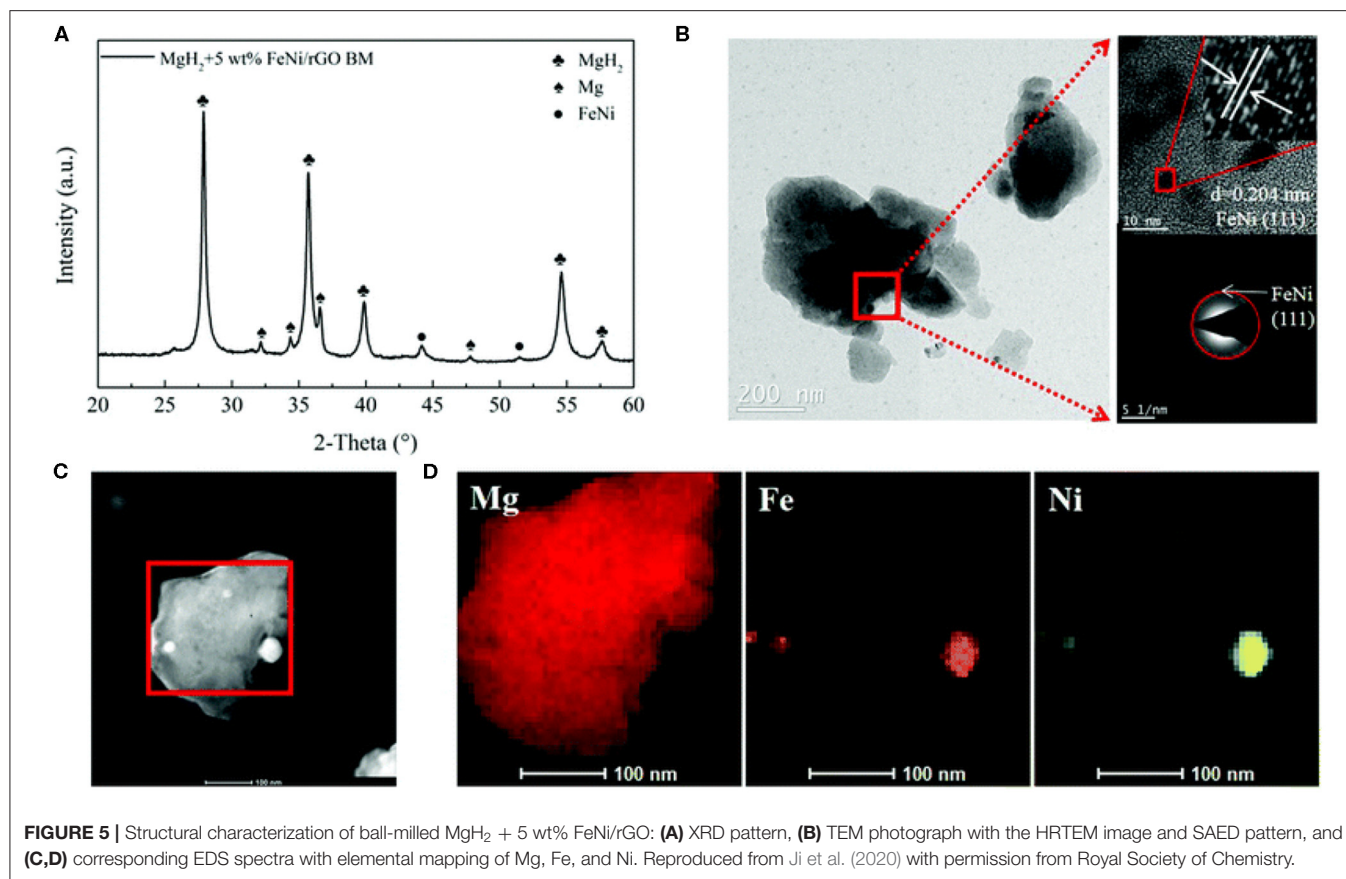 A
MgH₂+5 wt% FeNi/rGO BM
♣ MgH₂
♠ Mg
● FeNi
Intensity (a.u.)
20 25 30 35 40 45 50 55 60
2-Theta (°)
B
200 nm
d=0.204 nm
10 nm
FeNi (111)
FeNi
(111)
5 1/nm
C
100 nm
D
Mg
100 nm
Fe
100 nm
Ni
100 nm
FIGURE 5 | Structural characterization of ball-milled MgH₂ + 5 wt% FeNi/rGO: (A) XRD pattern, (B) TEM photograph with the HRTEM image and SAED pattern, and
(C,D) corresponding EDS spectra with elemental mapping of Mg, Fe, and Ni. Reproduced from Ji et al. (2020) with permission from Royal Society of Chemistry.